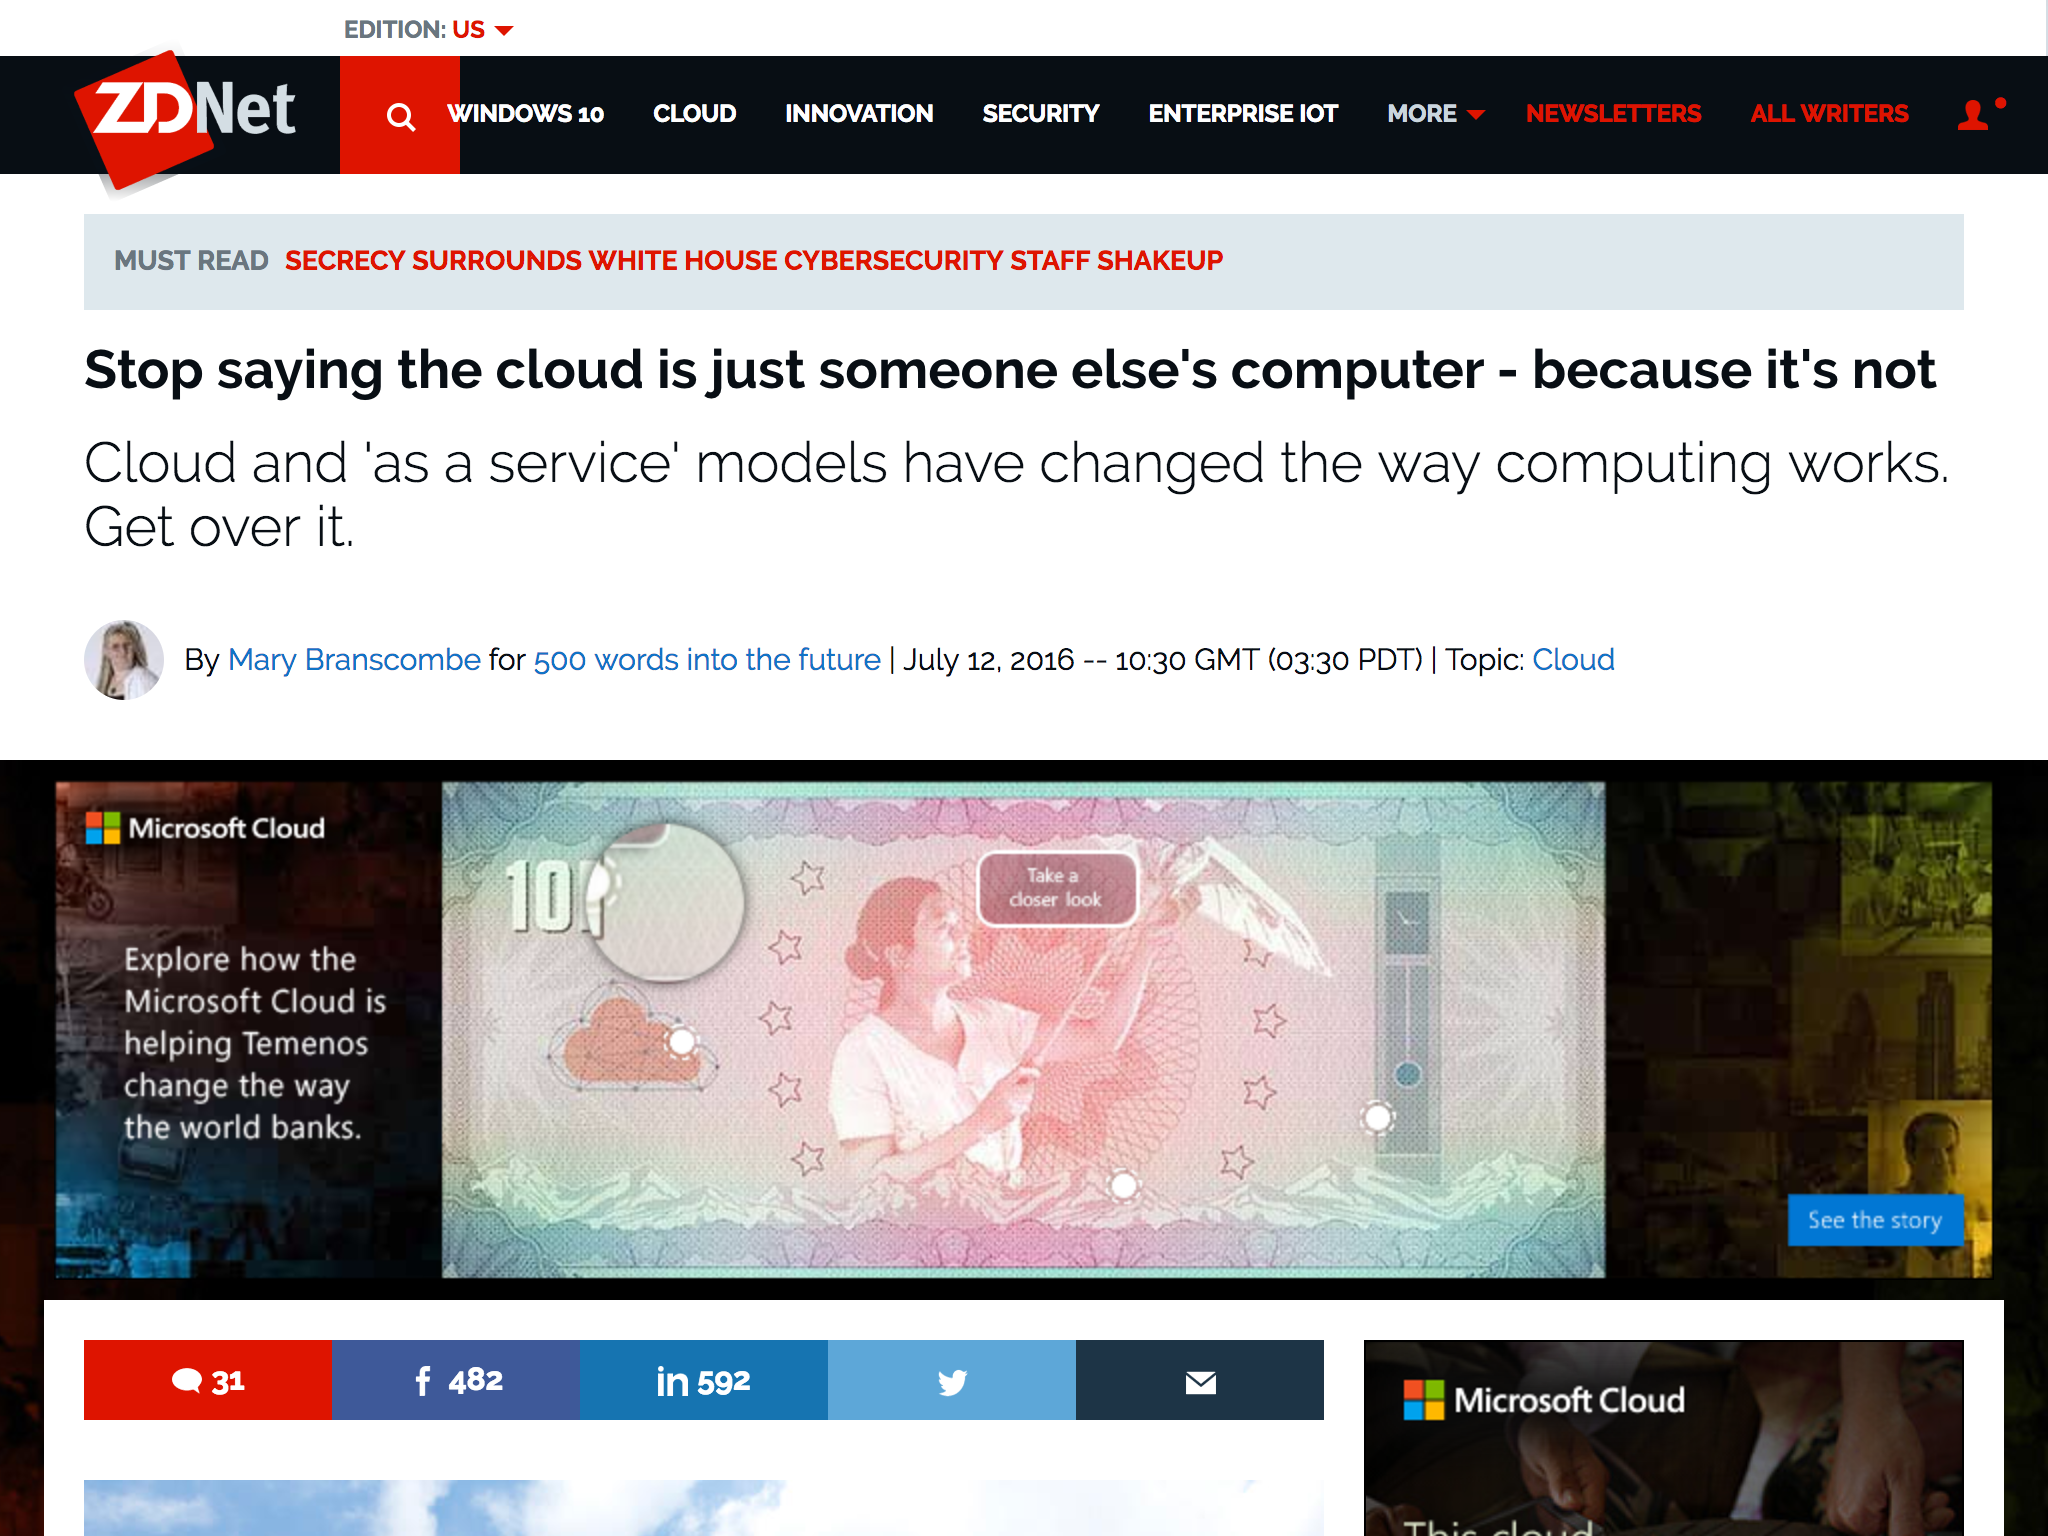 EDITION: US
ZDNet
WINDOWS 10 CLOUD INNOVATION SECURITY ENTERPRISE IOT MORE NEWSLETTERS ALL WRITERS
MUST READ SECRECY SURROUNDS WHITE HOUSE CYBERSECURITY STAFF SHAKEUP
Stop saying the cloud is just someone else's computer - because it's not
Cloud and 'as a service' models have changed the way computing works.
Get over it.
By Mary Branscombe for 500 words into the future | July 12, 2016 -- 10:30 GMT (03:30 PDT) | Topic: Cloud
Microsoft Cloud
Explore how the
Microsoft Cloud is
helping Temenos
change the way
the world banks.
10
Take a
closer look
See the story
31
f 482
in 592
Microsoft Cloud
This cloud